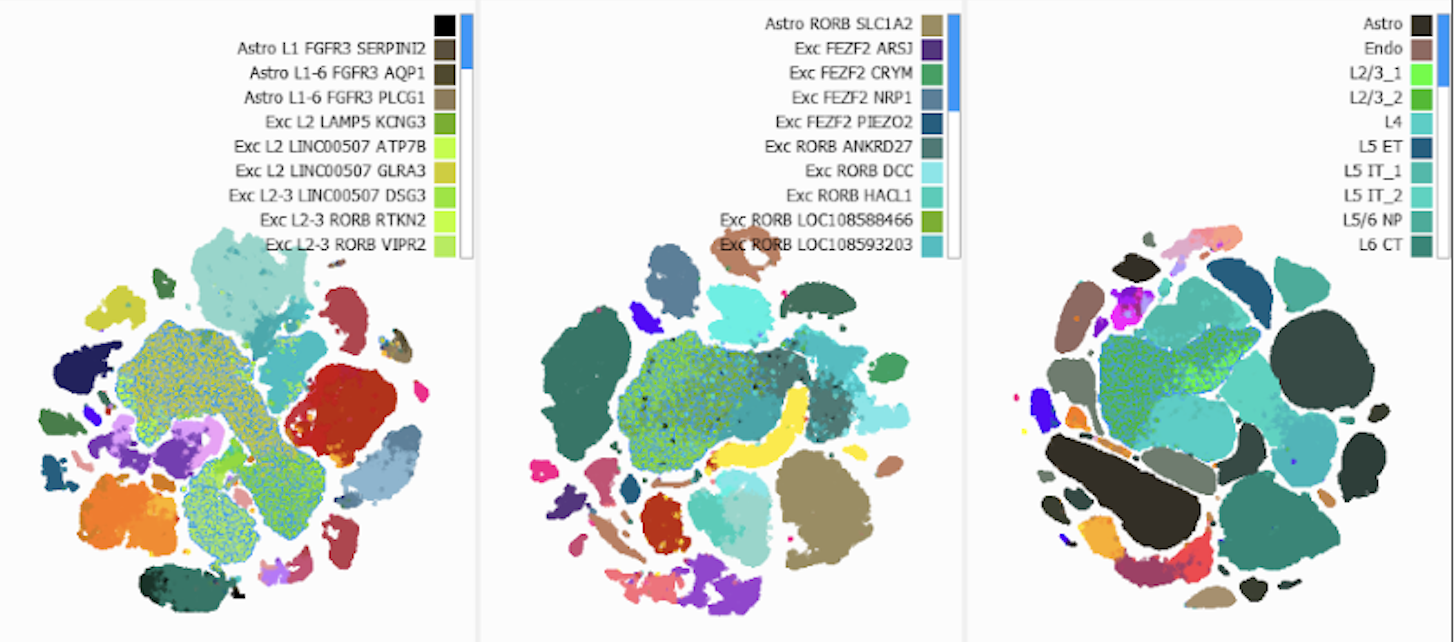 Astro L1 FGFR3 SERPINI2
Astro L1-6 FGFR3 AQP1
Astro L1-6 FGFR3 PLCG1
Exc L2 LAMP5 KCNG3
Exc L2 LINC00507 ATP7B
Exc L2 LINC00507 GLRA3
Exc L2-3 LINC00507 DSG3
Exc L2-3 RORB RTKN2
Exc L2-3 RORB VIPR2
Astro RORB SLC1A2
Exc FEZF2 ARSJ
Exc FEZF2 CRYM
Exc FEZF2 NRP1
Exc FEZF2 PIEZO2
Exc RORB ANKRD27
Exc RORB DCC
Exc RORB HACL1
Exc RORB LOC108588466
Exc RORB LOC108593203
Astro
Endo
L2/3_1
L2/3_2
L4
L5 ET
L5 IT_1
L5 IT_2
L5/6 NP
L6 CT